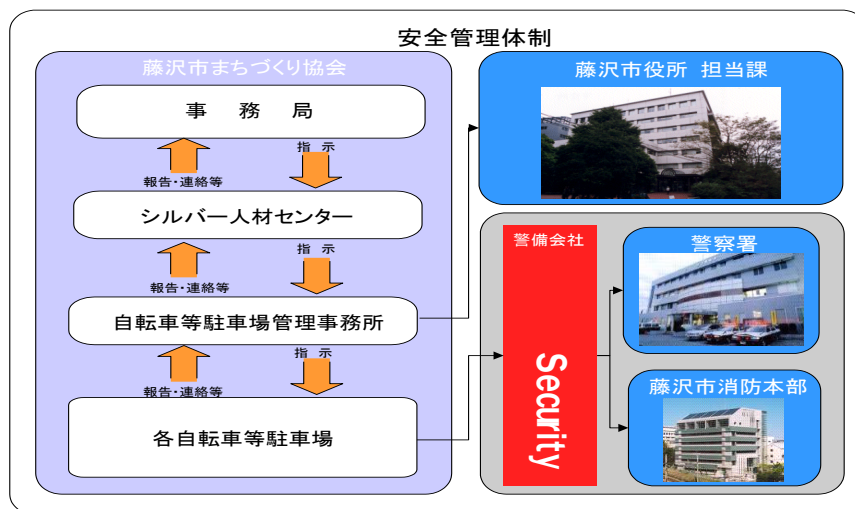 安全管理体制
藤沢市まちづくり協会
事 務 局
報告・連絡等
指 示
シルバー人材センター
報告・連絡等
指 示
自転車等駐車場管理事務所
報告・連絡等
指 示
各自転車等駐車場
藤沢市役所 担当課
警備会社
Security
警察署
藤沢市消防本部